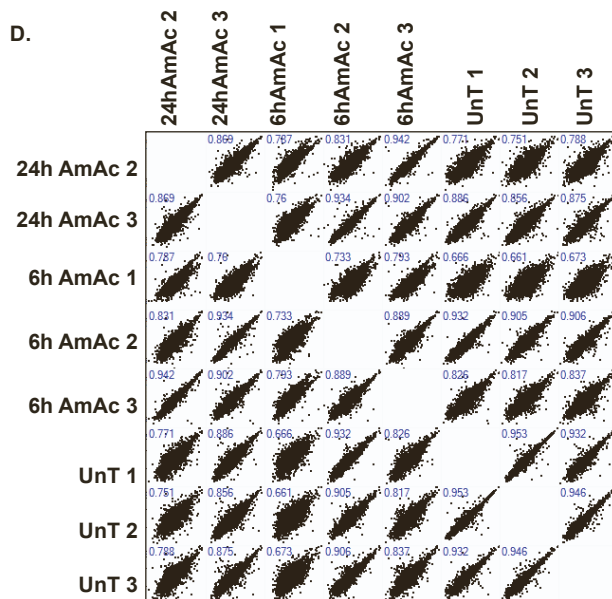 D.
24hAmAc 2
24hAmAc 3
6hAmAc 1
6hAmAc 2
6hAmAc 3
UnT 1
UnT 2
UnT 3
24h AmAc 2
0.869 0.787 0.831 0.942 0.771 0.751 0.788
24h AmAc 3
0.869 0.76 0.934 0.902 0.886 0.856 0.875
6h AmAc 1
0.787 0.76 0.733 0.793 0.666 0.661 0.673
6h AmAc 2
0.831 0.934 0.733 0.889 0.932 0.905 0.906
6h AmAc 3
0.942 0.902 0.793 0.889 0.826 0.817 0.837
UnT 1
0.771 0.886 0.666 0.932 0.826 0.953 0.932
UnT 2
0.751 0.856 0.661 0.905 0.817 0.953 0.946
UnT 3
0.788 0.875 0.673 0.906 0.837 0.932 0.946